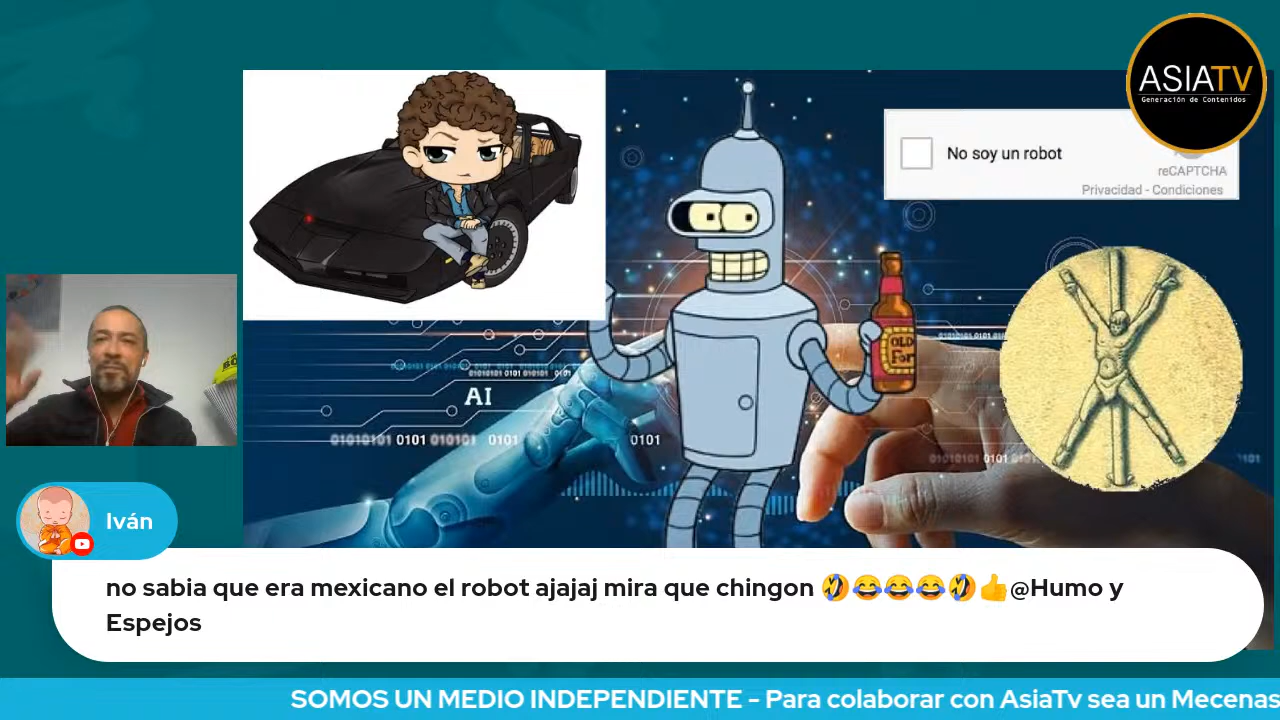 ASIATV
Generación de Contenidos
No soy un robot
reCAPTCHA
Privacidad - Condiciones
OLD
For
AI
01010101 0101 010101 0101
0101
Iván
no sabia que era mexicano el robot ajajaj mira que chingon 🤣😂😂😂🤣👍@Humo y
Espejos
SOMOS UN MEDIO INDEPENDIENTE - Para colaborar con AsiaTv sea un Mecenas